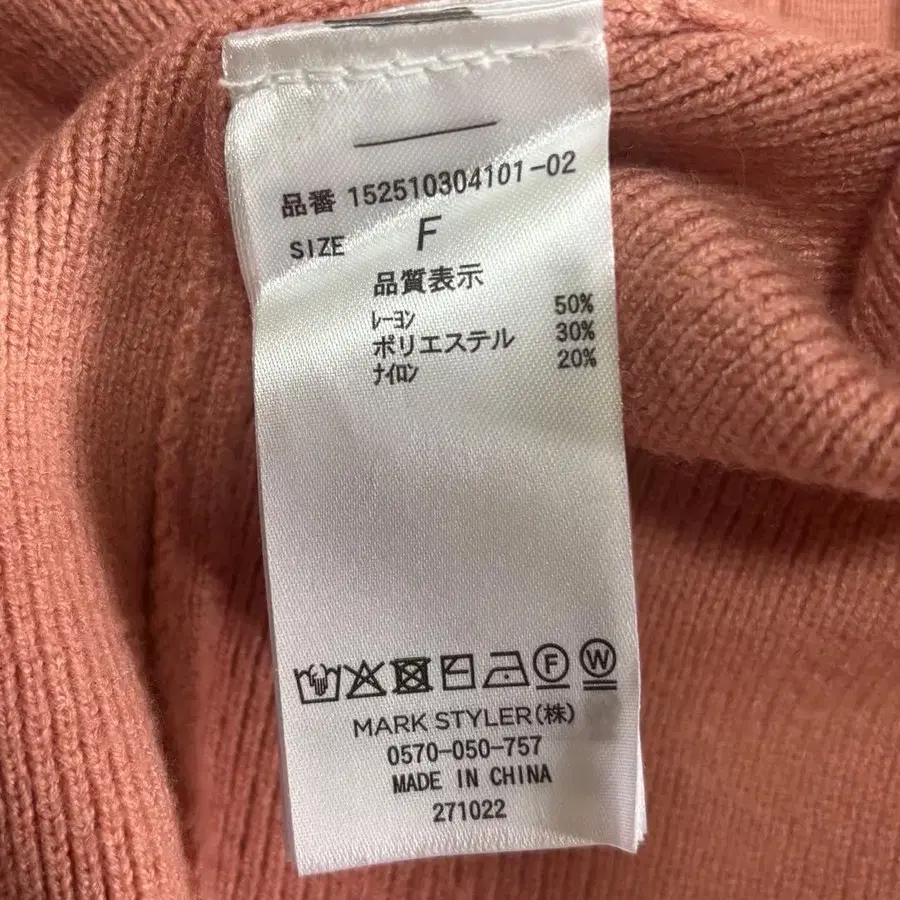 品番 152510304101-02
SIZE F
品質表示
ﾚｰﾖﾝ 50%
ポリエステル 30%
ﾅｲﾛﾝ 20%
F W
MARK STYLER(株)
0570-050-757
MADE IN CHINA
271022